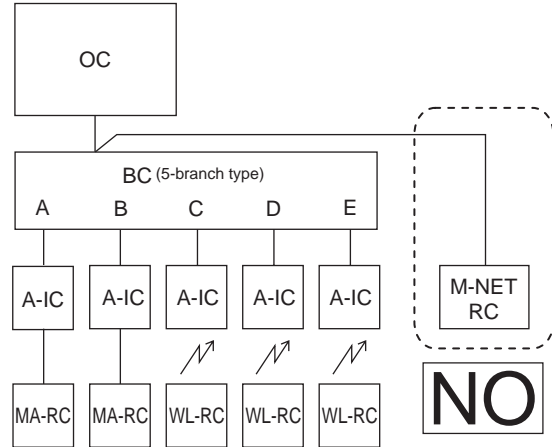 OC
BC (5-branch type)
A B C D E
A-IC A-IC A-IC A-IC A-IC
M-NET
RC
MA-RC MA-RC WL-RC WL-RC WL-RC
NO